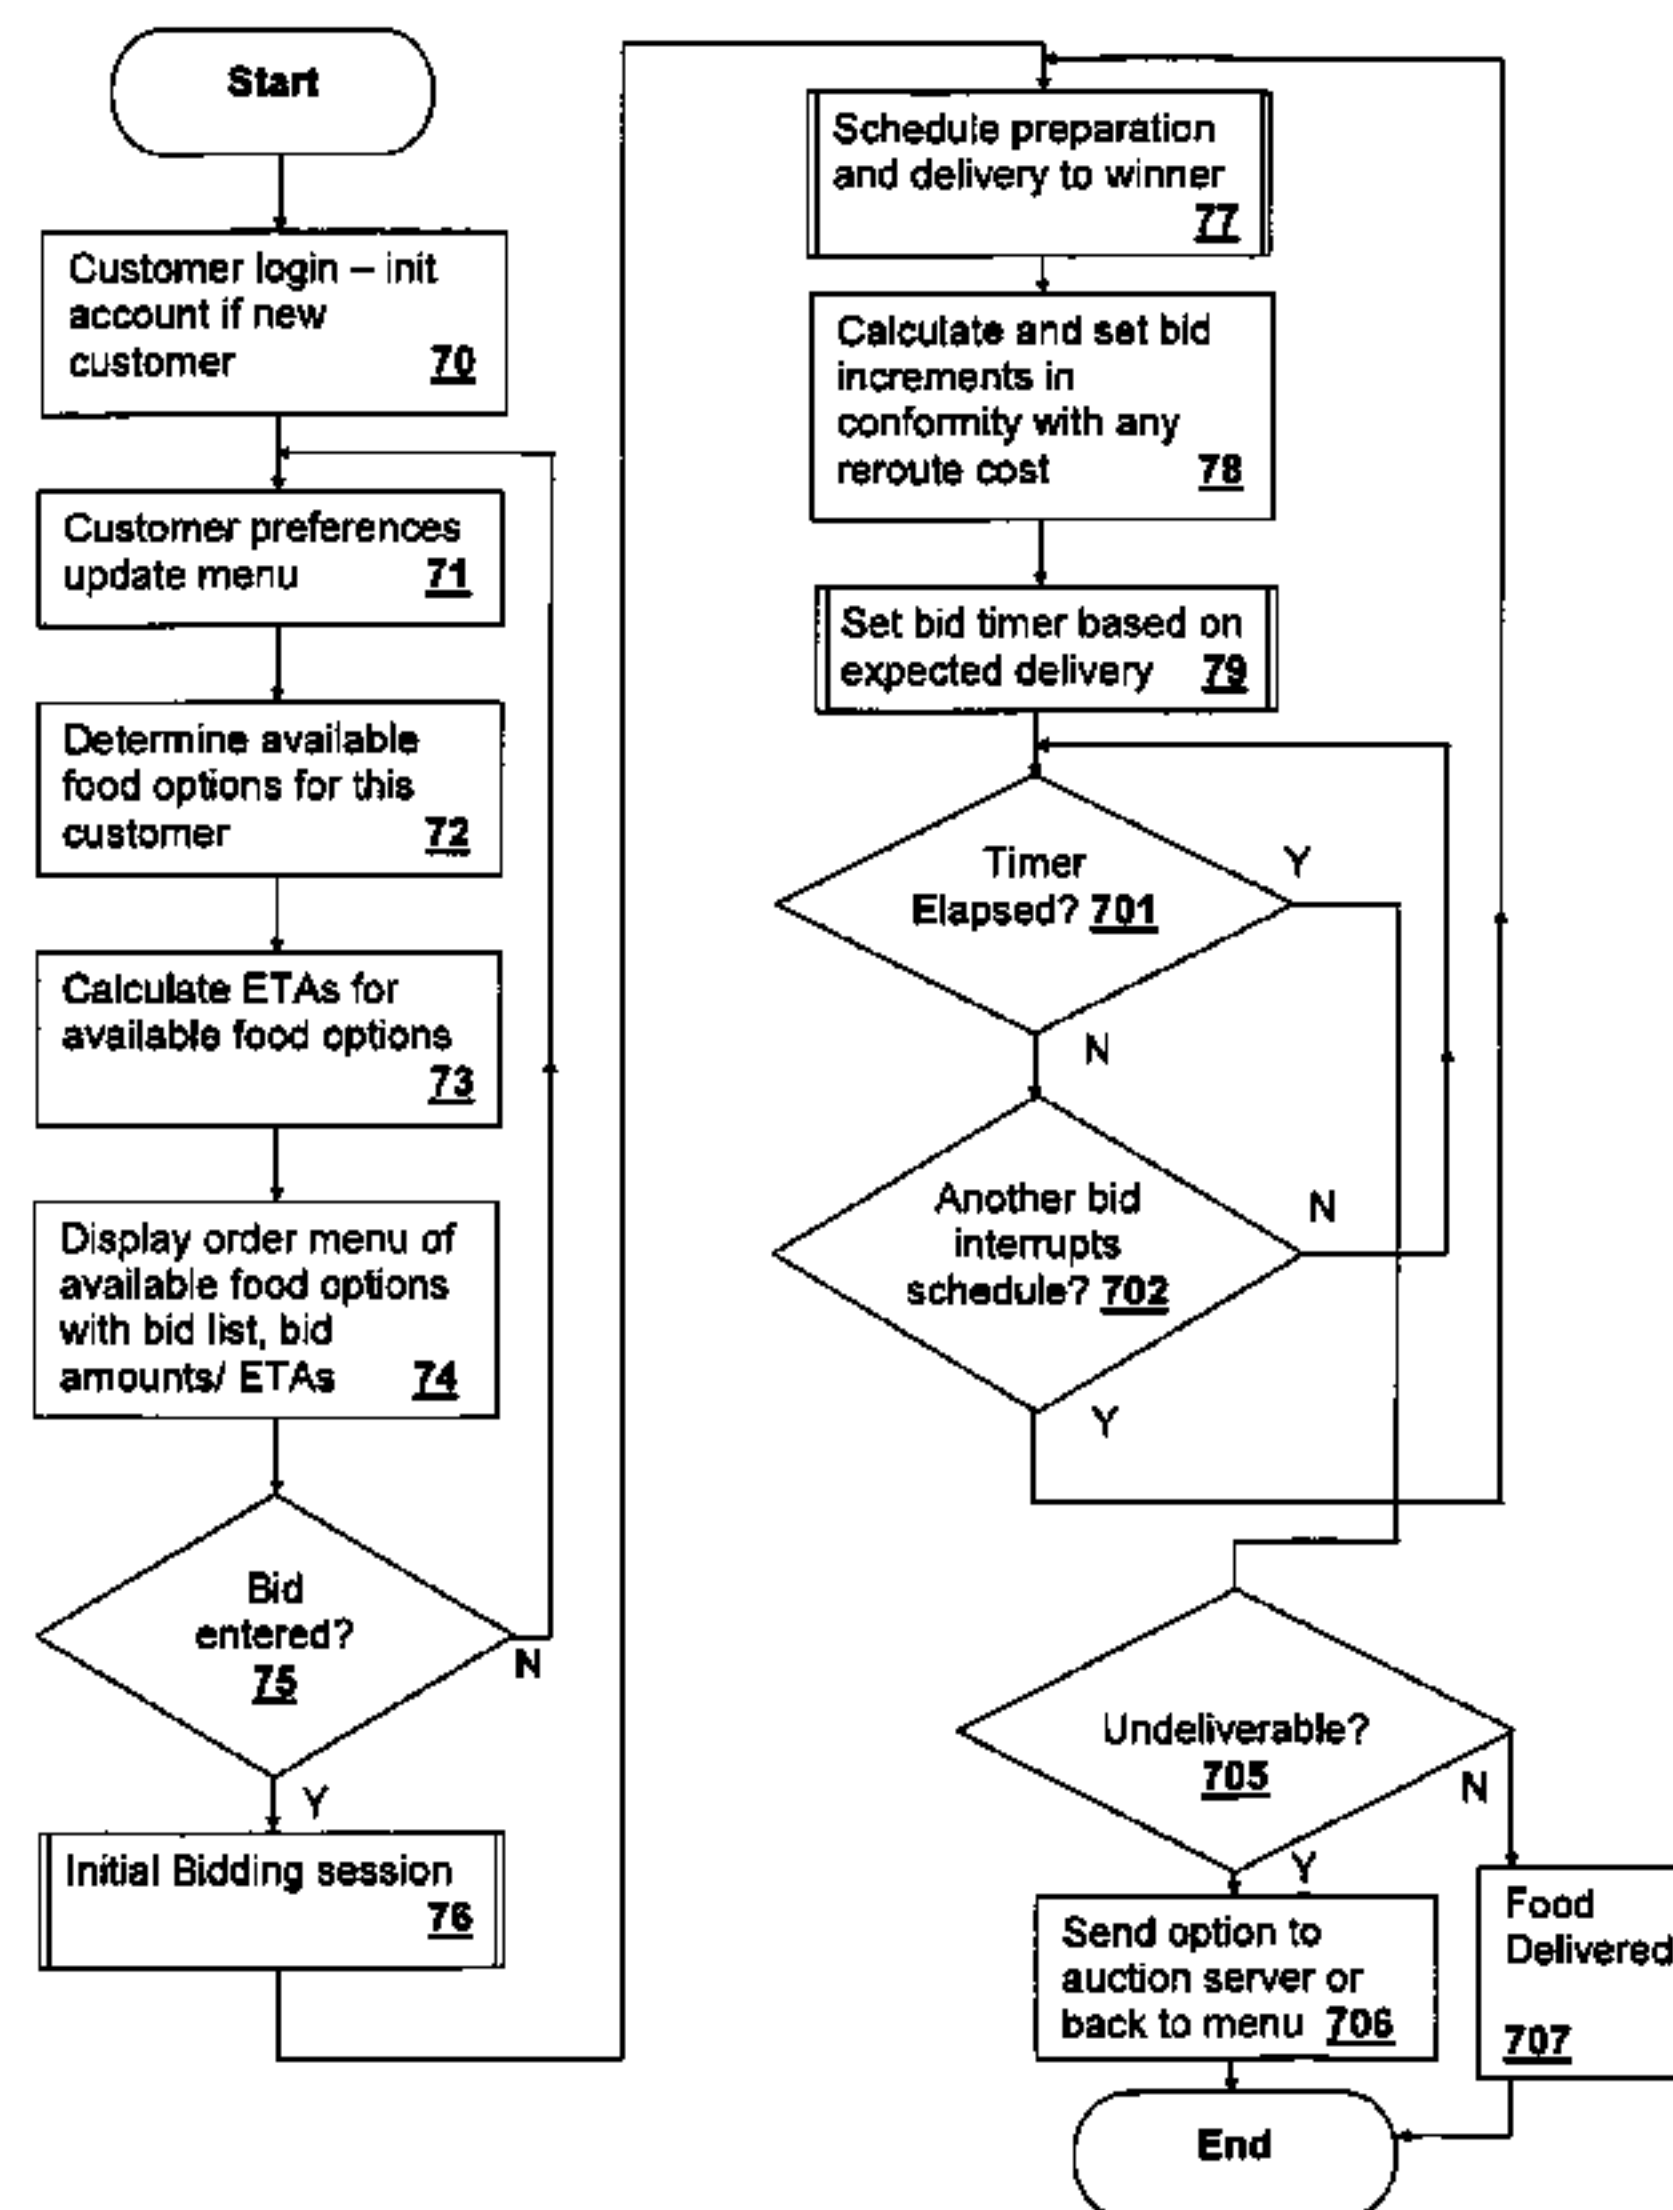 Start
Customer login – init
account if new
customer 70
Customer preferences
update menu 71
Determine available
food options for this
customer 72
Calculate ETAs for
available food options
73
Display order menu of
available food options
with bid list, bid
amounts/ ETAs 74
Bid
entered?
75
N
Y
Initial Bidding session
76
Schedule preparation
and delivery to winner
77
Calculate and set bid
increments in
conformity with any
reroute cost 78
Set bid timer based on
expected delivery 79
Timer
Elapsed? 701
Y
N
Another bid
interrupts
schedule? 702
N
Y
Undeliverable?
705
N
Y
Send option to
auction server or
back to menu 706
Food
Delivered
707
End